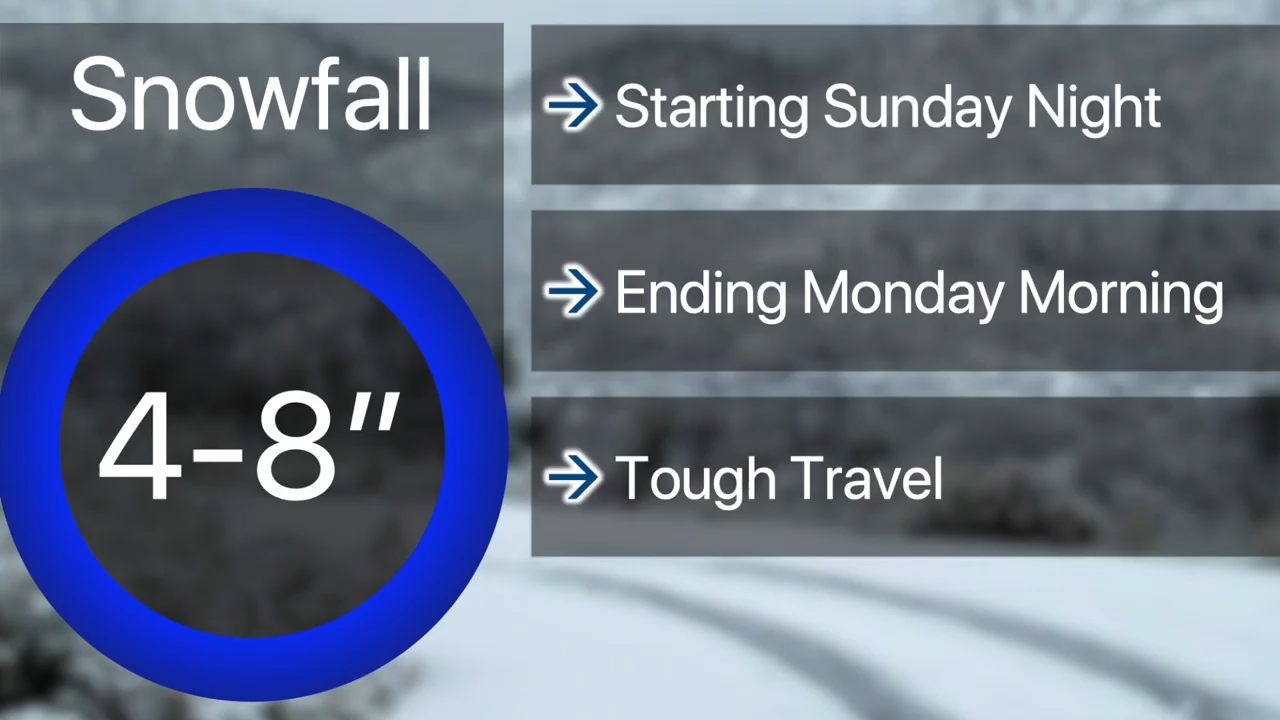 Snowfall
4-8"
→ Starting Sunday Night
→ Ending Monday Morning
→ Tough Travel